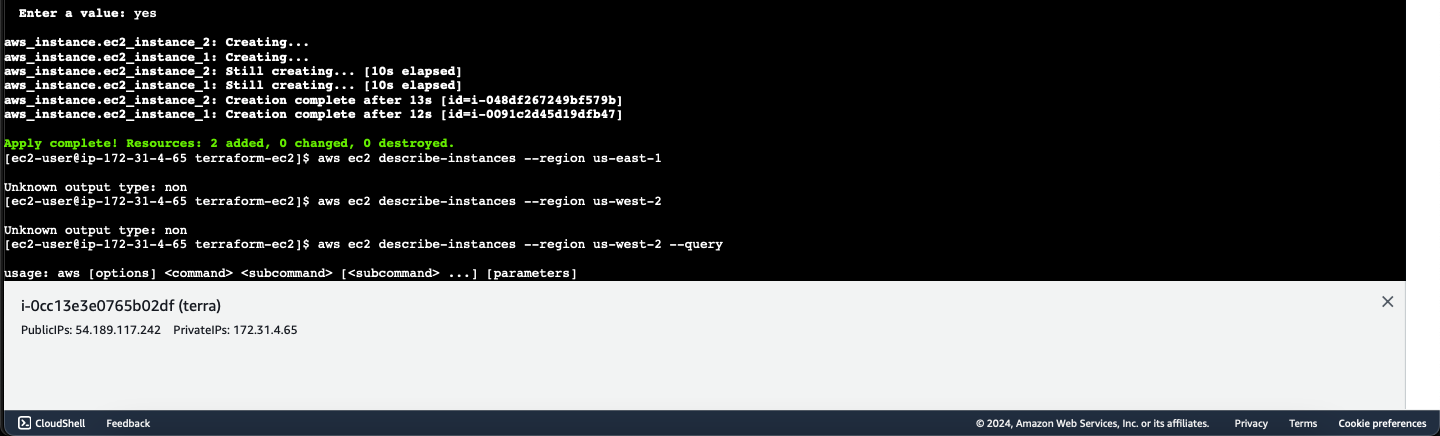 Enter a value: yes
aws_instance.ec2_instance_2: Creating...
aws_instance.ec2_instance_1: Creating...
aws_instance.ec2_instance_2: Still creating... [10s elapsed]
aws_instance.ec2_instance_1: Still creating... [10s elapsed]
aws_instance.ec2_instance_2: Creation complete after 13s [id=i-048df267249bf579b]
aws_instance.ec2_instance_1: Creation complete after 12s [id=i-0091c2d45d19dfb47]
Apply complete! Resources: 2 added, 0 changed, 0 destroyed.
[ec2-user@ip-172-31-4-65 terraform-ec2]$ aws ec2 describe-instances --region us-east-1
Unknown output type: non
[ec2-user@ip-172-31-4-65 terraform-ec2]$ aws ec2 describe-instances --region us-west-2
Unknown output type: non
[ec2-user@ip-172-31-4-65 terraform-ec2]$ aws ec2 describe-instances --region us-west-2 --query
usage: aws [options] <command> <subcommand> [<subcommand> ...] [parameters]
i-0cc13e3e0765b02df (terra)
PublicIPs: 54.189.117.242 PrivateIPs: 172.31.4.65
CloudShell Feedback © 2024, Amazon Web Services, Inc. or its affiliates. Privacy Terms Cookie preferences